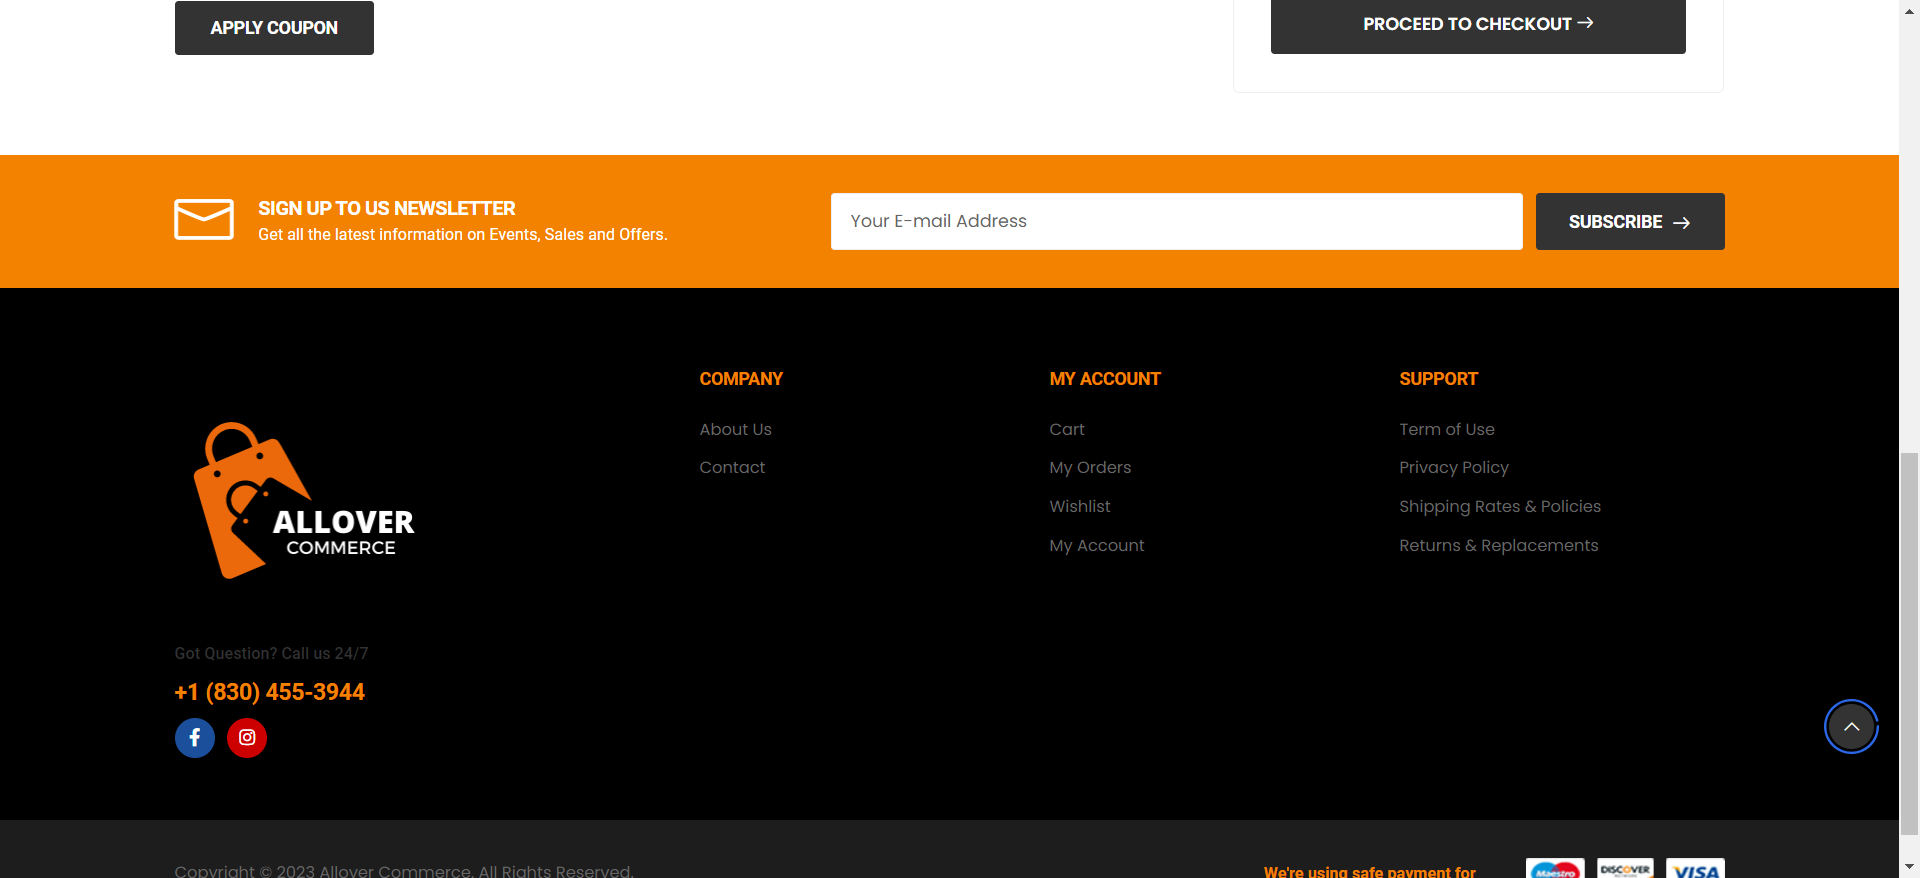 APPLY COUPON
PROCEED TO CHECKOUT
SIGN UP TO US NEWSLETTER
Get all the latest information on Events, Sales and Offers.
Your E-mail Address
SUBSCRIBE
ALLOVER
COMMERCE
Got Question? Call us 24/7
+1 (830) 455-3944
COMPANY
About Us
Contact
MY ACCOUNT
Cart
My Orders
Wishlist
My Account
SUPPORT
Term of Use
Privacy Policy
Shipping Rates & Policies
Returns & Replacements
Copyright © 2023 Allover Commerce. All Rights Reserved.
We're using safe payment for
Maestro
DISCOVER
VISA